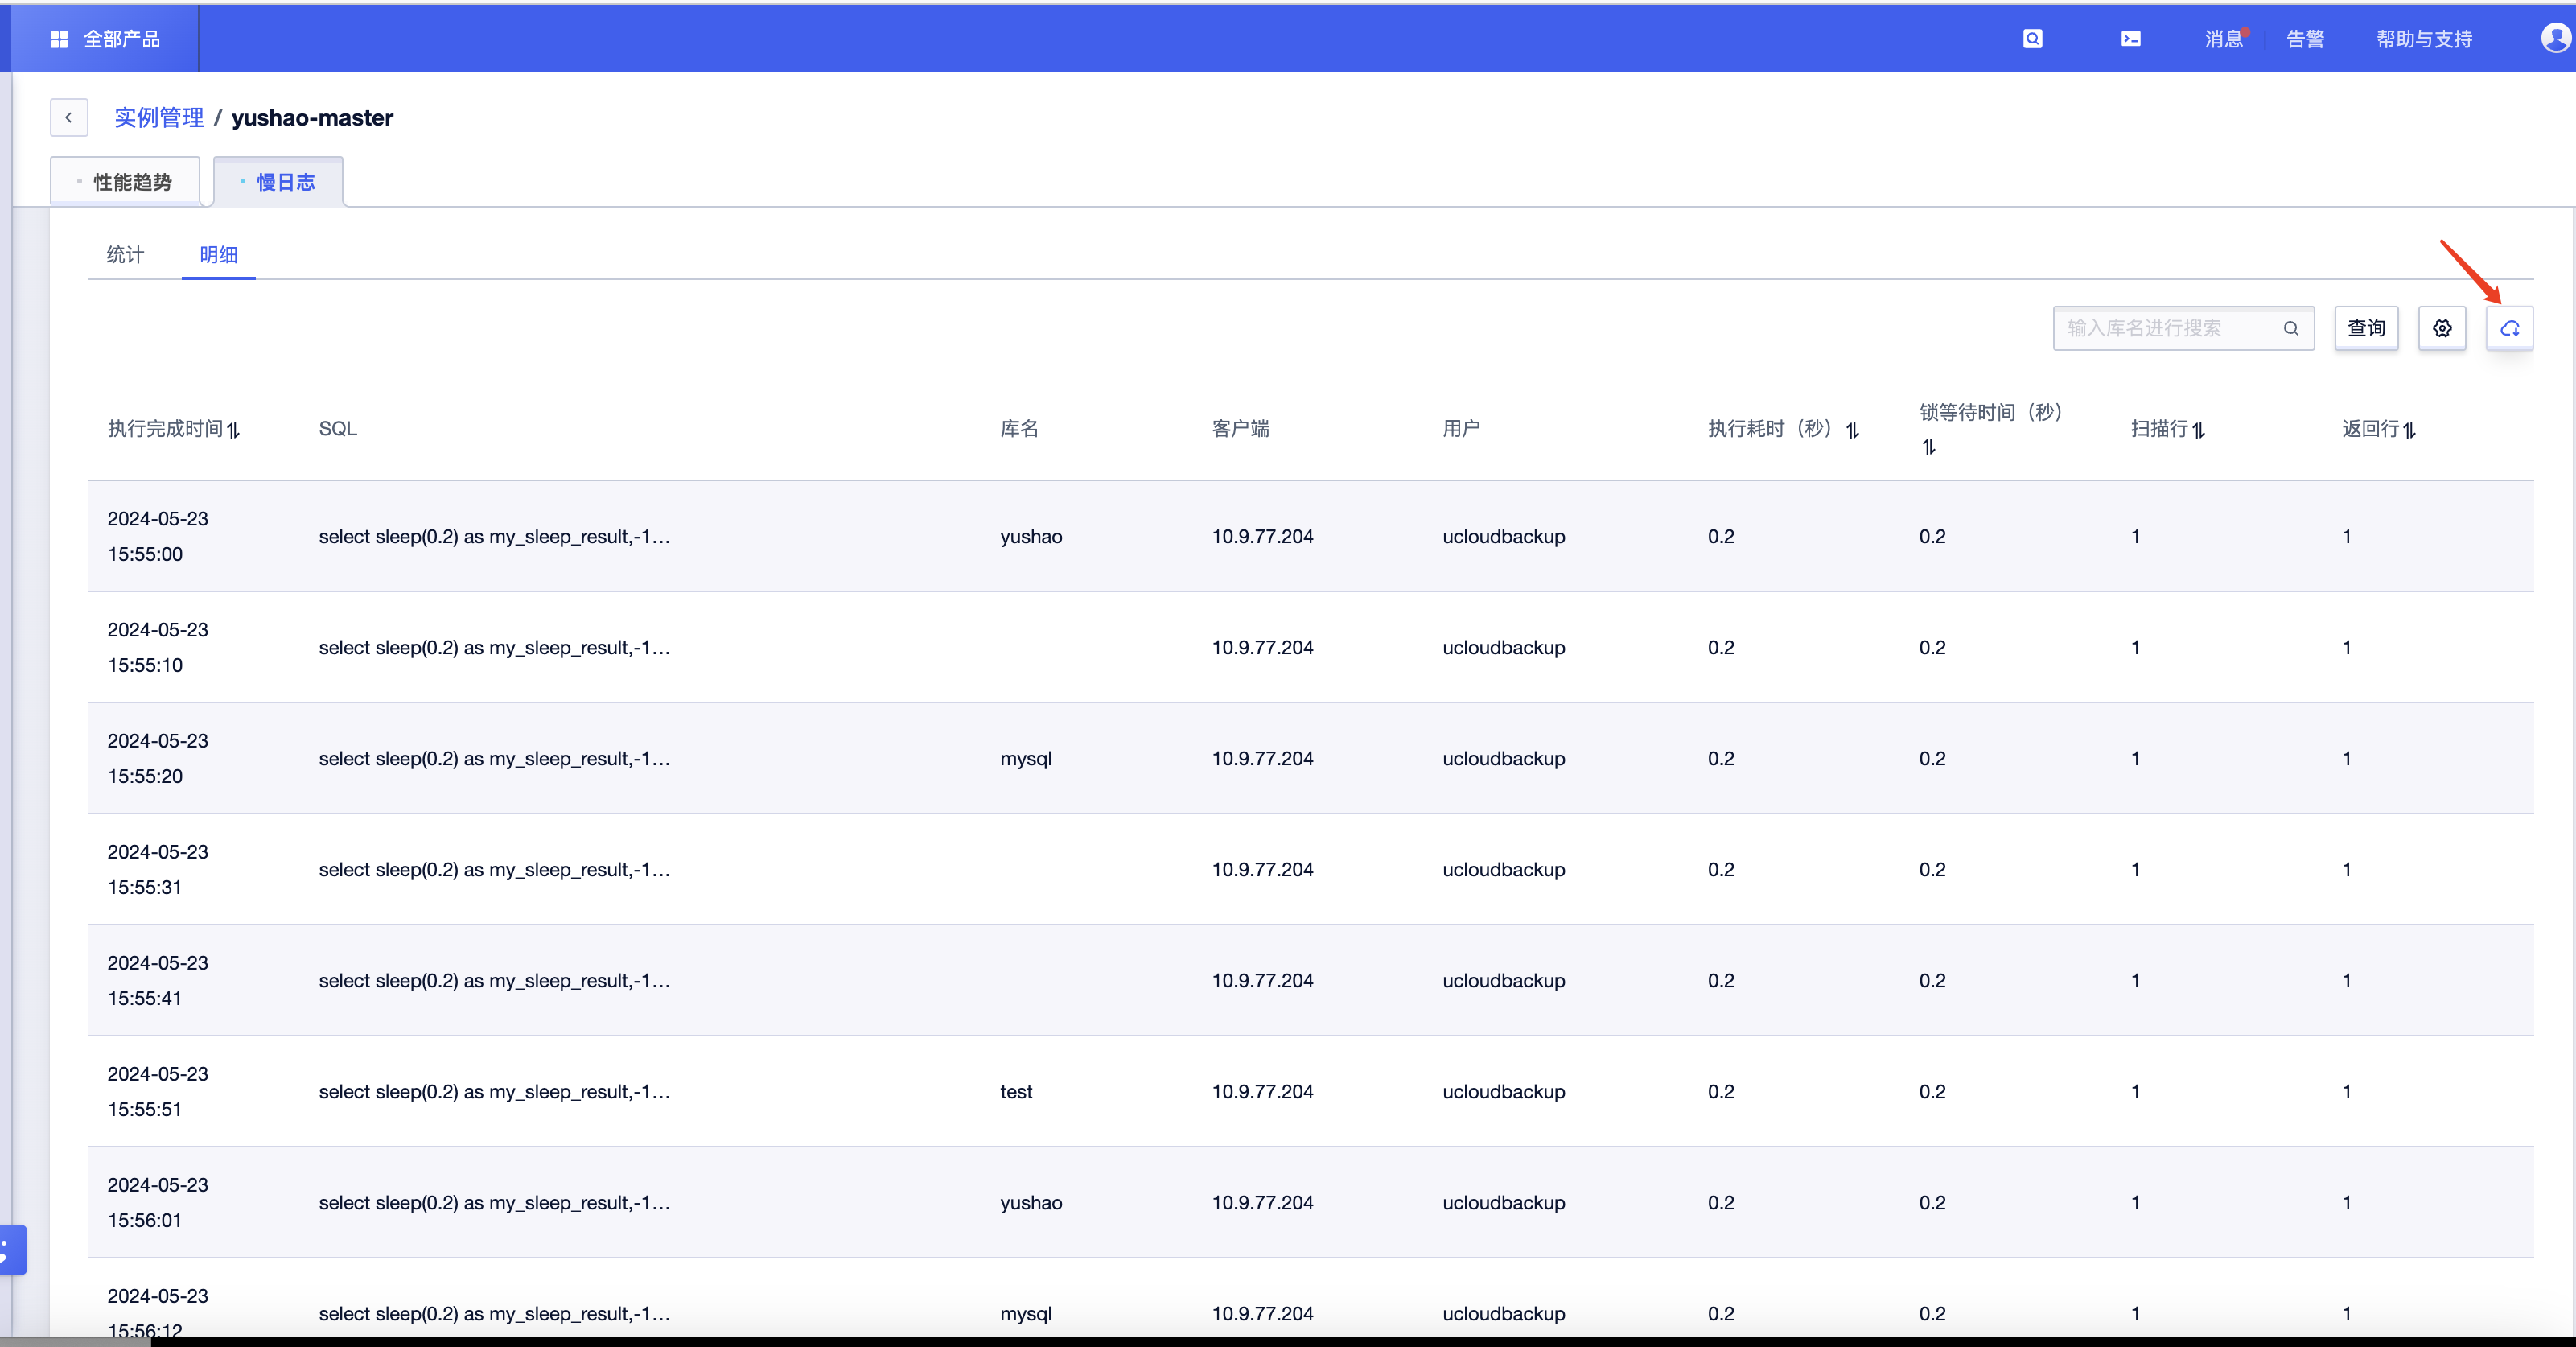 全部产品
消息
告警
帮助与支持
实例管理 / yushao-master
性能趋势
慢日志
统计
明细
输入库名进行搜索
查询
执行完成时间
SQL
库名
客户端
用户
执行耗时（秒）
锁等待时间（秒）
扫描行
返回行
2024-05-23
15:55:00
select sleep(0.2) as my_sleep_result,-1...
yushao
10.9.77.204
ucloudbackup
0.2
0.2
1
1
2024-05-23
15:55:10
select sleep(0.2) as my_sleep_result,-1...
10.9.77.204
ucloudbackup
0.2
0.2
1
1
2024-05-23
15:55:20
select sleep(0.2) as my_sleep_result,-1...
mysql
10.9.77.204
ucloudbackup
0.2
0.2
1
1
2024-05-23
15:55:31
select sleep(0.2) as my_sleep_result,-1...
10.9.77.204
ucloudbackup
0.2
0.2
1
1
2024-05-23
15:55:41
select sleep(0.2) as my_sleep_result,-1...
10.9.77.204
ucloudbackup
0.2
0.2
1
1
2024-05-23
15:55:51
select sleep(0.2) as my_sleep_result,-1...
test
10.9.77.204
ucloudbackup
0.2
0.2
1
1
2024-05-23
15:56:01
select sleep(0.2) as my_sleep_result,-1...
yushao
10.9.77.204
ucloudbackup
0.2
0.2
1
1
2024-05-23
15:56:12
select sleep(0.2) as my_sleep_result,-1...
mysql
10.9.77.204
ucloudbackup
0.2
0.2
1
1